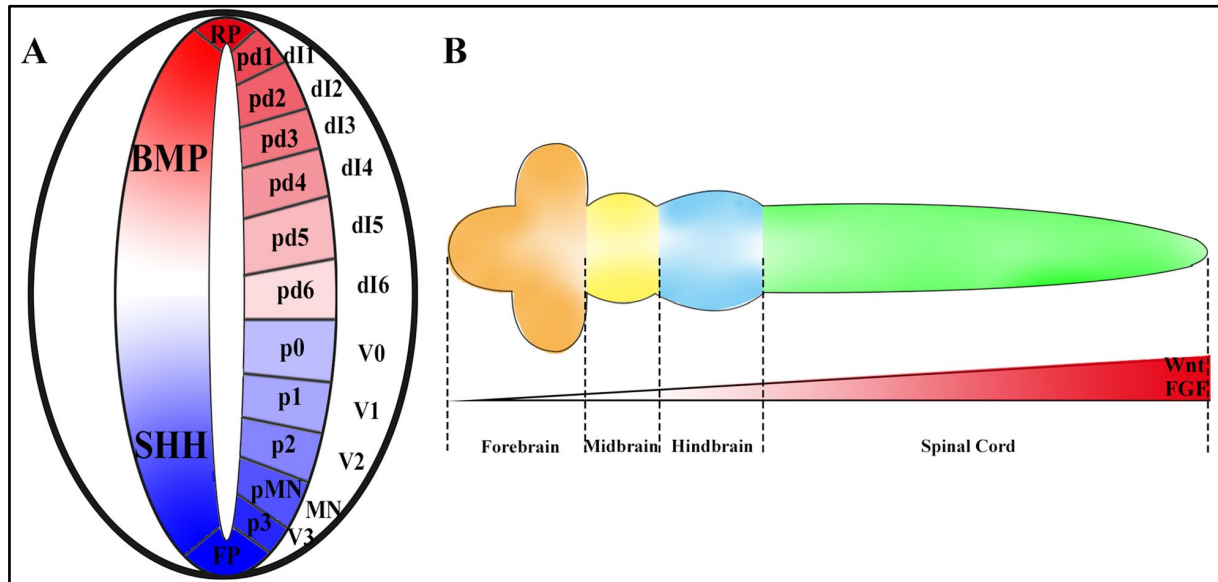 A
RP
pd1 dI1
pd2 dI2
pd3 dI3
pd4 dI4
pd5 dI5
pd6 dI6
p0 V0
p1 V1
p2 V2
pMN MN
p3 V3
FP
BMP
SHH
B
Wnt
FGF
Forebrain Midbrain Hindbrain Spinal Cord